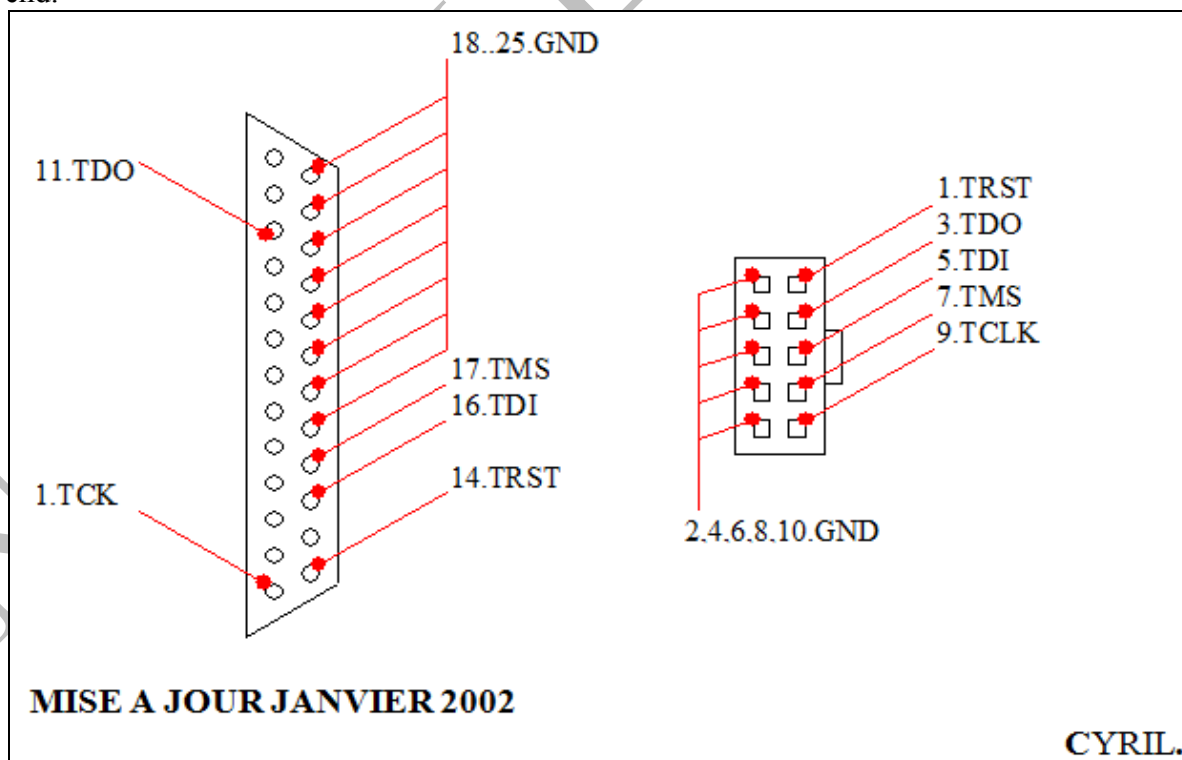 end.
18..25.GND
11.TDO
17.TMS
16.TDI
14.TRST
1.TCK
1.TRST
3.TDO
5.TDI
7.TMS
9.TCLK
2.4.6.8.10.GND
MISE A JOUR JANVIER 2002
CYRIL.